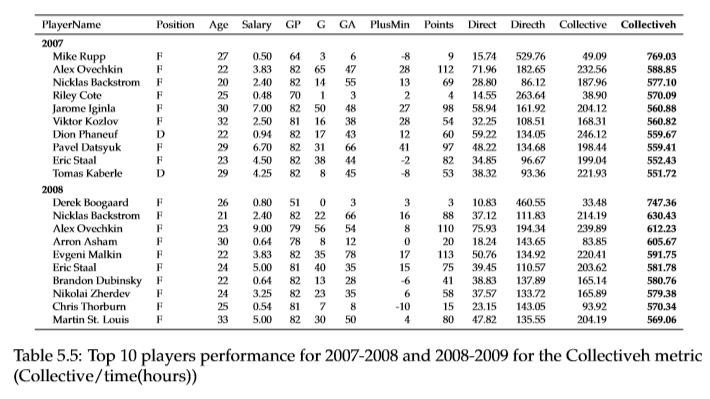 PlayerName Position Age Salary GP G GA PlusMin Points Direct Directh Collective Collectiveh
2007
Mike Rupp F 27 0.50 64 3 6 -8 9 15.74 529.76 49.09 769.03
Alex Ovechkin F 22 3.83 82 65 47 28 112 71.96 182.65 232.56 588.85
Nicklas Backstrom F 20 2.40 82 14 55 13 69 28.80 86.12 187.96 577.10
Riley Cote F 25 0.48 70 1 3 2 4 14.55 263.64 38.90 570.09
Jarome Iginla F 30 7.00 82 50 48 27 98 58.94 161.92 204.12 560.88
Viktor Kozlov F 32 2.50 81 16 38 28 54 32.25 108.51 168.31 560.82
Dion Phaneuf D 22 0.94 82 17 43 12 60 59.22 134.05 246.12 559.67
Pavel Datsyuk F 29 6.70 82 31 66 41 97 48.22 134.68 198.44 559.41
Eric Staal F 23 4.50 82 38 44 -2 82 34.85 96.67 199.04 552.43
Tomas Kaberle D 29 4.25 82 8 45 -8 53 38.32 93.36 221.93 551.72
2008
Derek Boogaard F 26 0.80 51 0 3 3 3 10.83 460.55 33.48 747.36
Nicklas Backstrom F 21 2.40 82 22 66 16 88 37.12 111.83 214.19 630.43
Alex Ovechkin F 23 9.00 79 56 54 8 110 75.93 194.34 239.89 612.23
Arron Asham F 30 0.64 78 8 12 0 20 18.24 143.65 83.85 605.67
Evgeni Malkin F 22 3.83 82 35 78 17 113 50.76 134.92 220.41 591.75
Eric Staal F 24 5.00 81 40 35 15 75 39.45 110.57 203.62 581.78
Brandon Dubinsky F 22 0.64 82 13 28 -6 41 38.83 137.89 165.14 580.76
Nikolai Zherdev F 24 3.25 82 23 35 6 58 37.57 133.72 165.89 579.38
Chris Thorburn F 25 0.54 81 7 8 -10 15 23.15 143.05 93.92 570.34
Martin St. Louis F 33 5.00 82 30 50 4 80 47.82 135.55 204.19 569.06
Table 5.5: Top 10 players performance for 2007-2008 and 2008-2009 for the Collectiveh metric
(Collective/time(hours))